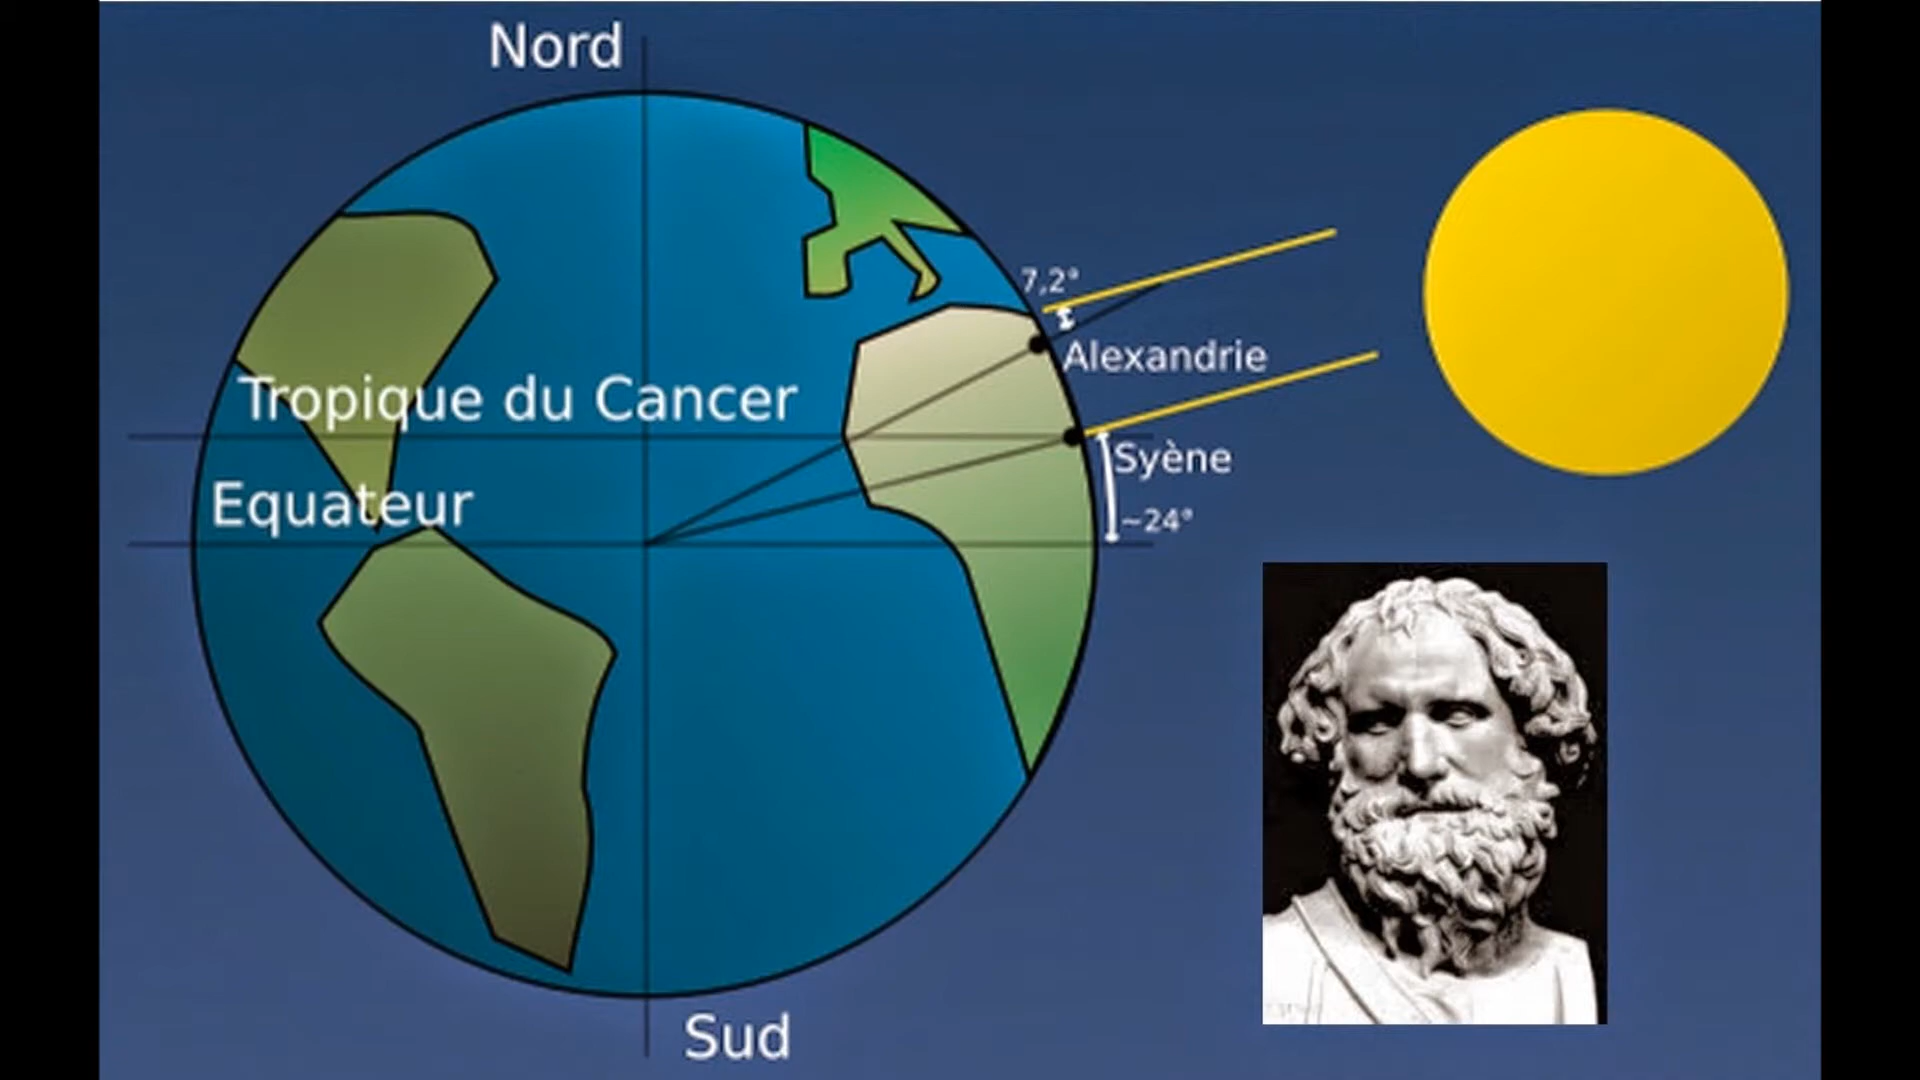 Nord
7,2°
Alexandrie
Tropique du Cancer
Syène
Equateur
~24°
Sud